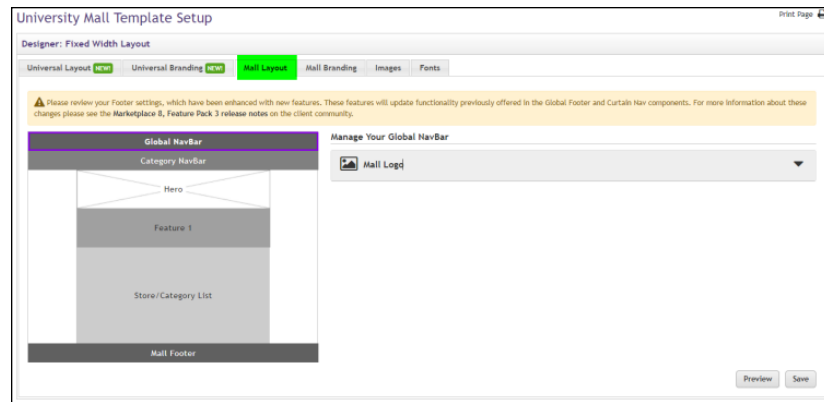 University Mall Template Setup
Print Page
Designer: Fixed Width Layout
Universal Layout NEW! Universal Branding NEW! Mall Layout Mall Branding Images Fonts
Please review your Footer settings, which have been enhanced with new features. These features will update functionality previously offered in the Global Footer and Curtain Nav components. For more information about these
changes please see the Marketplace 8, Feature Pack 3 release notes on the client community.
Global NavBar
Category NavBar
Hero
Feature 1
Store/Category List
Mall Footer
Manage Your Global NavBar
Mall Logo
Preview Save